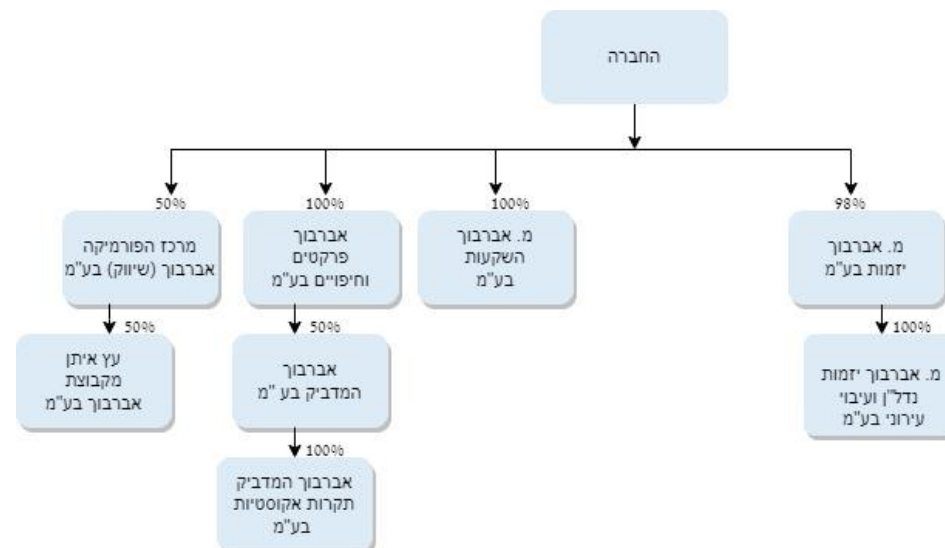 החברה
98%
מ. אברבוך
יזמות בע"מ
100%
מ. אברבוך
השקעות
בע"מ
100%
אברבוך
פרקטים
וחיפויים בע"מ
50%
מרכז הפורמיקה
אברבוך (שיווק) בע"מ
100%
מ. אברבוך יזמות
נדל"ן ועיבוי
עירוני בע"מ
50%
אברבוך
המדביק בע "מ
50%
עץ איתן
מקבוצת
אברבוך בע"מ
100%
אברבוך המדביק
תקרות אקוסטיות
בע"מ